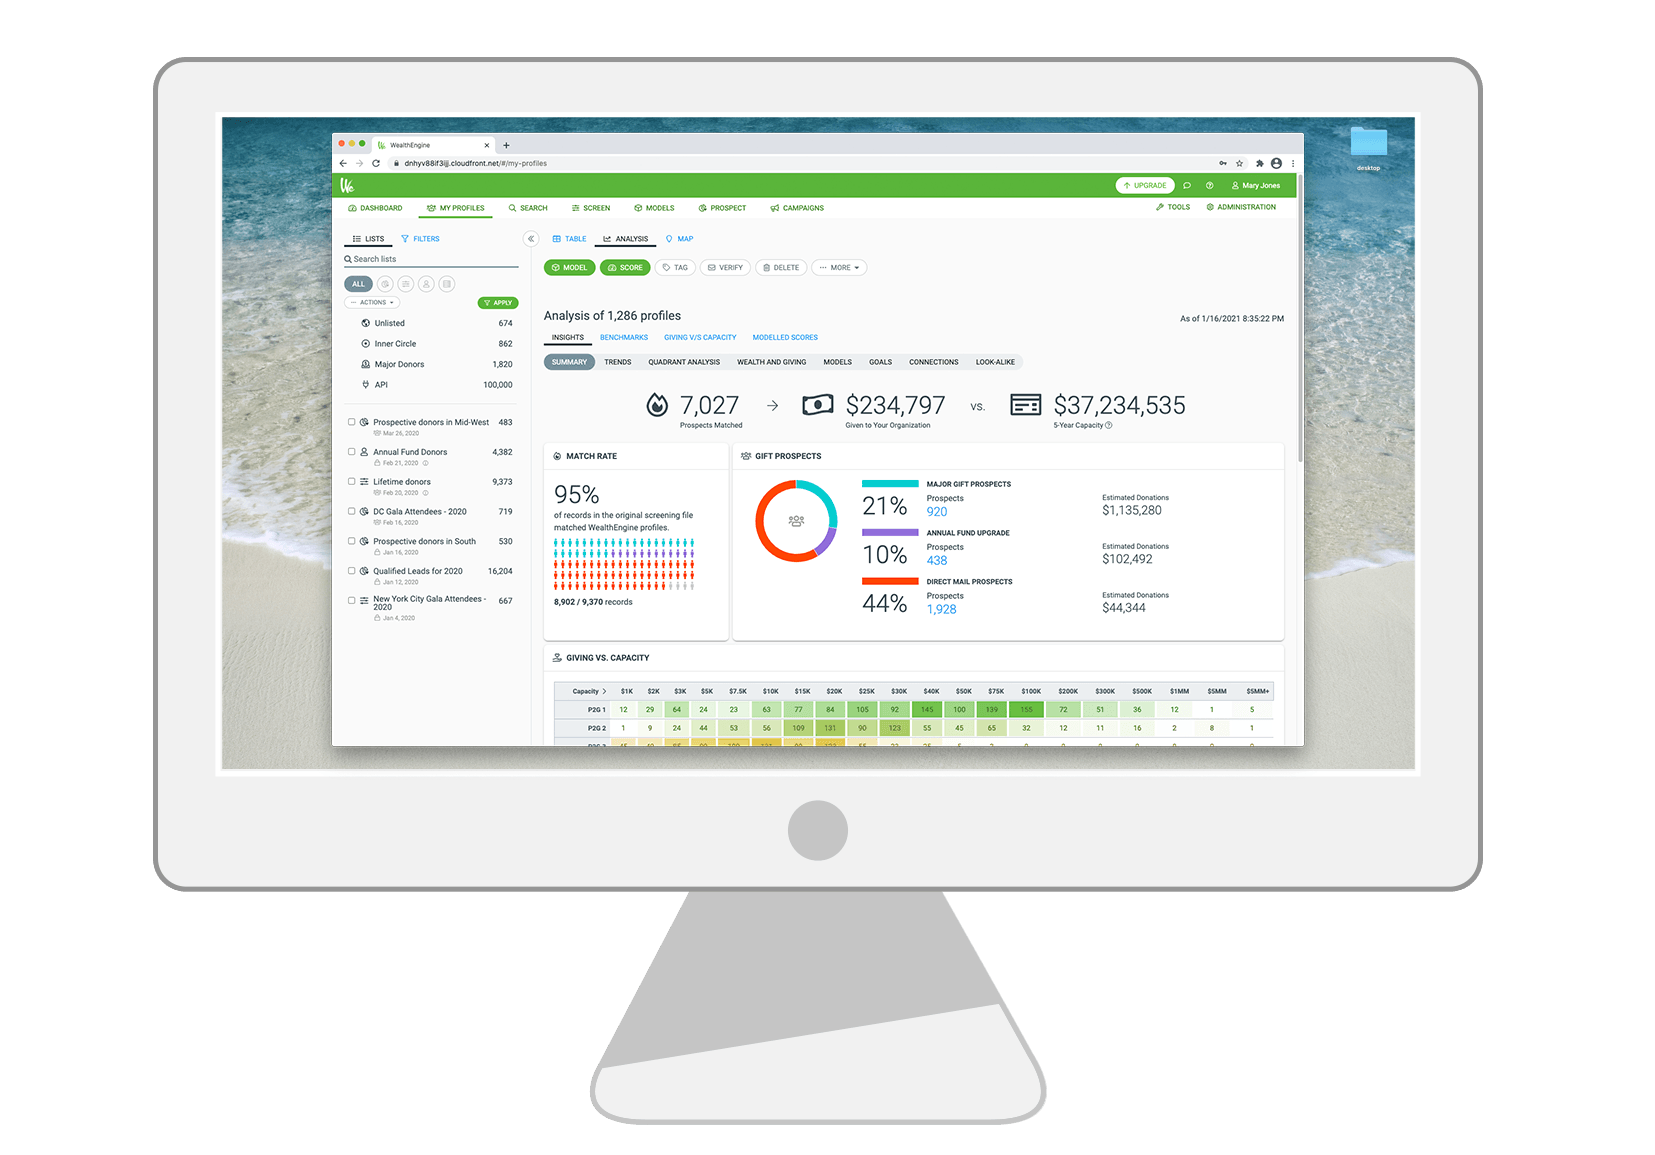 WealthEngine
dnhyv88if3ijj.cloudfront.net/#/my-profiles
desktop
We
UPGRADE
Mary Jones
DASHBOARD MY PROFILES SEARCH SCREEN MODELS PROSPECT CAMPAIGNS TOOLS ADMINISTRATION
LISTS FILTERS
Search lists
ALL
ACTIONS APPLY
Unlisted 674
Inner Circle 862
Major Donors 1,820
API 100,000
Prospective donors in Mid-West 483
Mar 26, 2020
Annual Fund Donors 4,382
Feb 21, 2020
Lifetime donors 9,373
Feb 20, 2020
DC Gala Attendees - 2020 719
Feb 16, 2020
Prospective donors in South 530
Jan 16, 2020
Qualified Leads for 2020 16,204
Jan 12, 2020
New York City Gala Attendees - 667
2020
Jan 4, 2020
TABLE ANALYSIS MAP
MODEL SCORE TAG VERIFY DELETE MORE
Analysis of 1,286 profiles
As of 1/16/2021 8:35:22 PM
INSIGHTS BENCHMARKS GIVING V/S CAPACITY MODELLED SCORES
SUMMARY TRENDS QUADRANT ANALYSIS WEALTH AND GIVING MODELS GOALS CONNECTIONS LOOK-ALIKE
7,027 $234,797 VS. $37,234,535
Prospects Matched Given to Your Organization 5-Year Capacity
MATCH RATE
95%
of records in the original screening file
matched WealthEngine profiles.
8,902 / 9,370 records
GIFT PROSPECTS
MAJOR GIFT PROSPECTS
21% Prospects Estimated Donations
920 $1,135,280
ANNUAL FUND UPGRADE
10% Prospects Estimated Donations
438 $102,492
DIRECT MAIL PROSPECTS
44% Prospects Estimated Donations
1,928 $44,344
GIVING VS. CAPACITY
Capacity $1K $2K $3K $5K $7.5K $10K $15K $20K $25K $30K $40K $50K $75K $100K $200K $300K $500K $1MM $5MM $5MM+
P2G 1 12 29 64 24 23 63 77 84 105 92 145 100 139 155 72 51 36 12 1 5
P2G 2 1 9 24 44 53 56 109 131 90 123 55 45 65 32 12 11 16 2 8 1